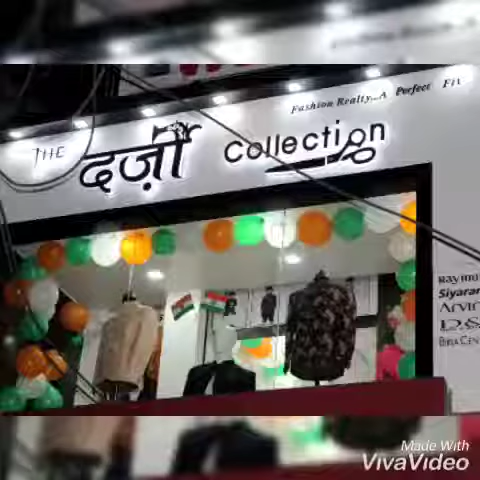 Fashion Realty...A Perfect Fit
THE दर्ज़ी Collection
Siyaram
Made With
VivaVideo